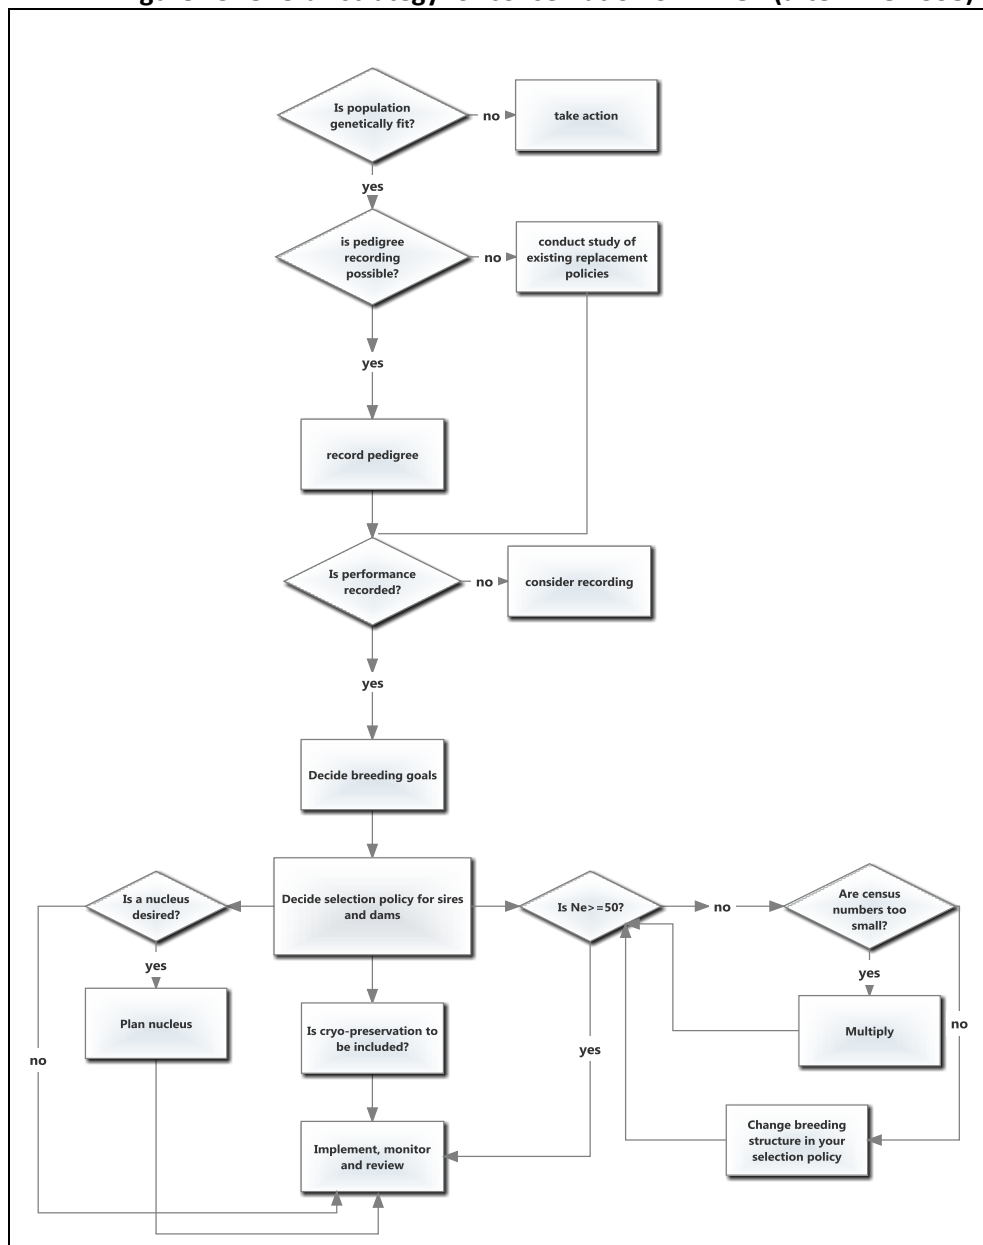 Is population
genetically fit?
no
take action
yes
is pedigree
recording
possible?
no
conduct study of
existing replacement
policies
yes
record pedigree
Is performance
recorded?
no
consider recording
yes
Decide breeding goals
Is a nucleus
desired?
Decide selection policy for sires
and dams
Is Ne>=50?
no
Are census
numbers too
small?
yes
yes
Plan nucleus
Is cryo-preservation to
be included?
Multiply
no
yes
no
Implement, monitor
and review
Change breeding
structure in your
selection policy